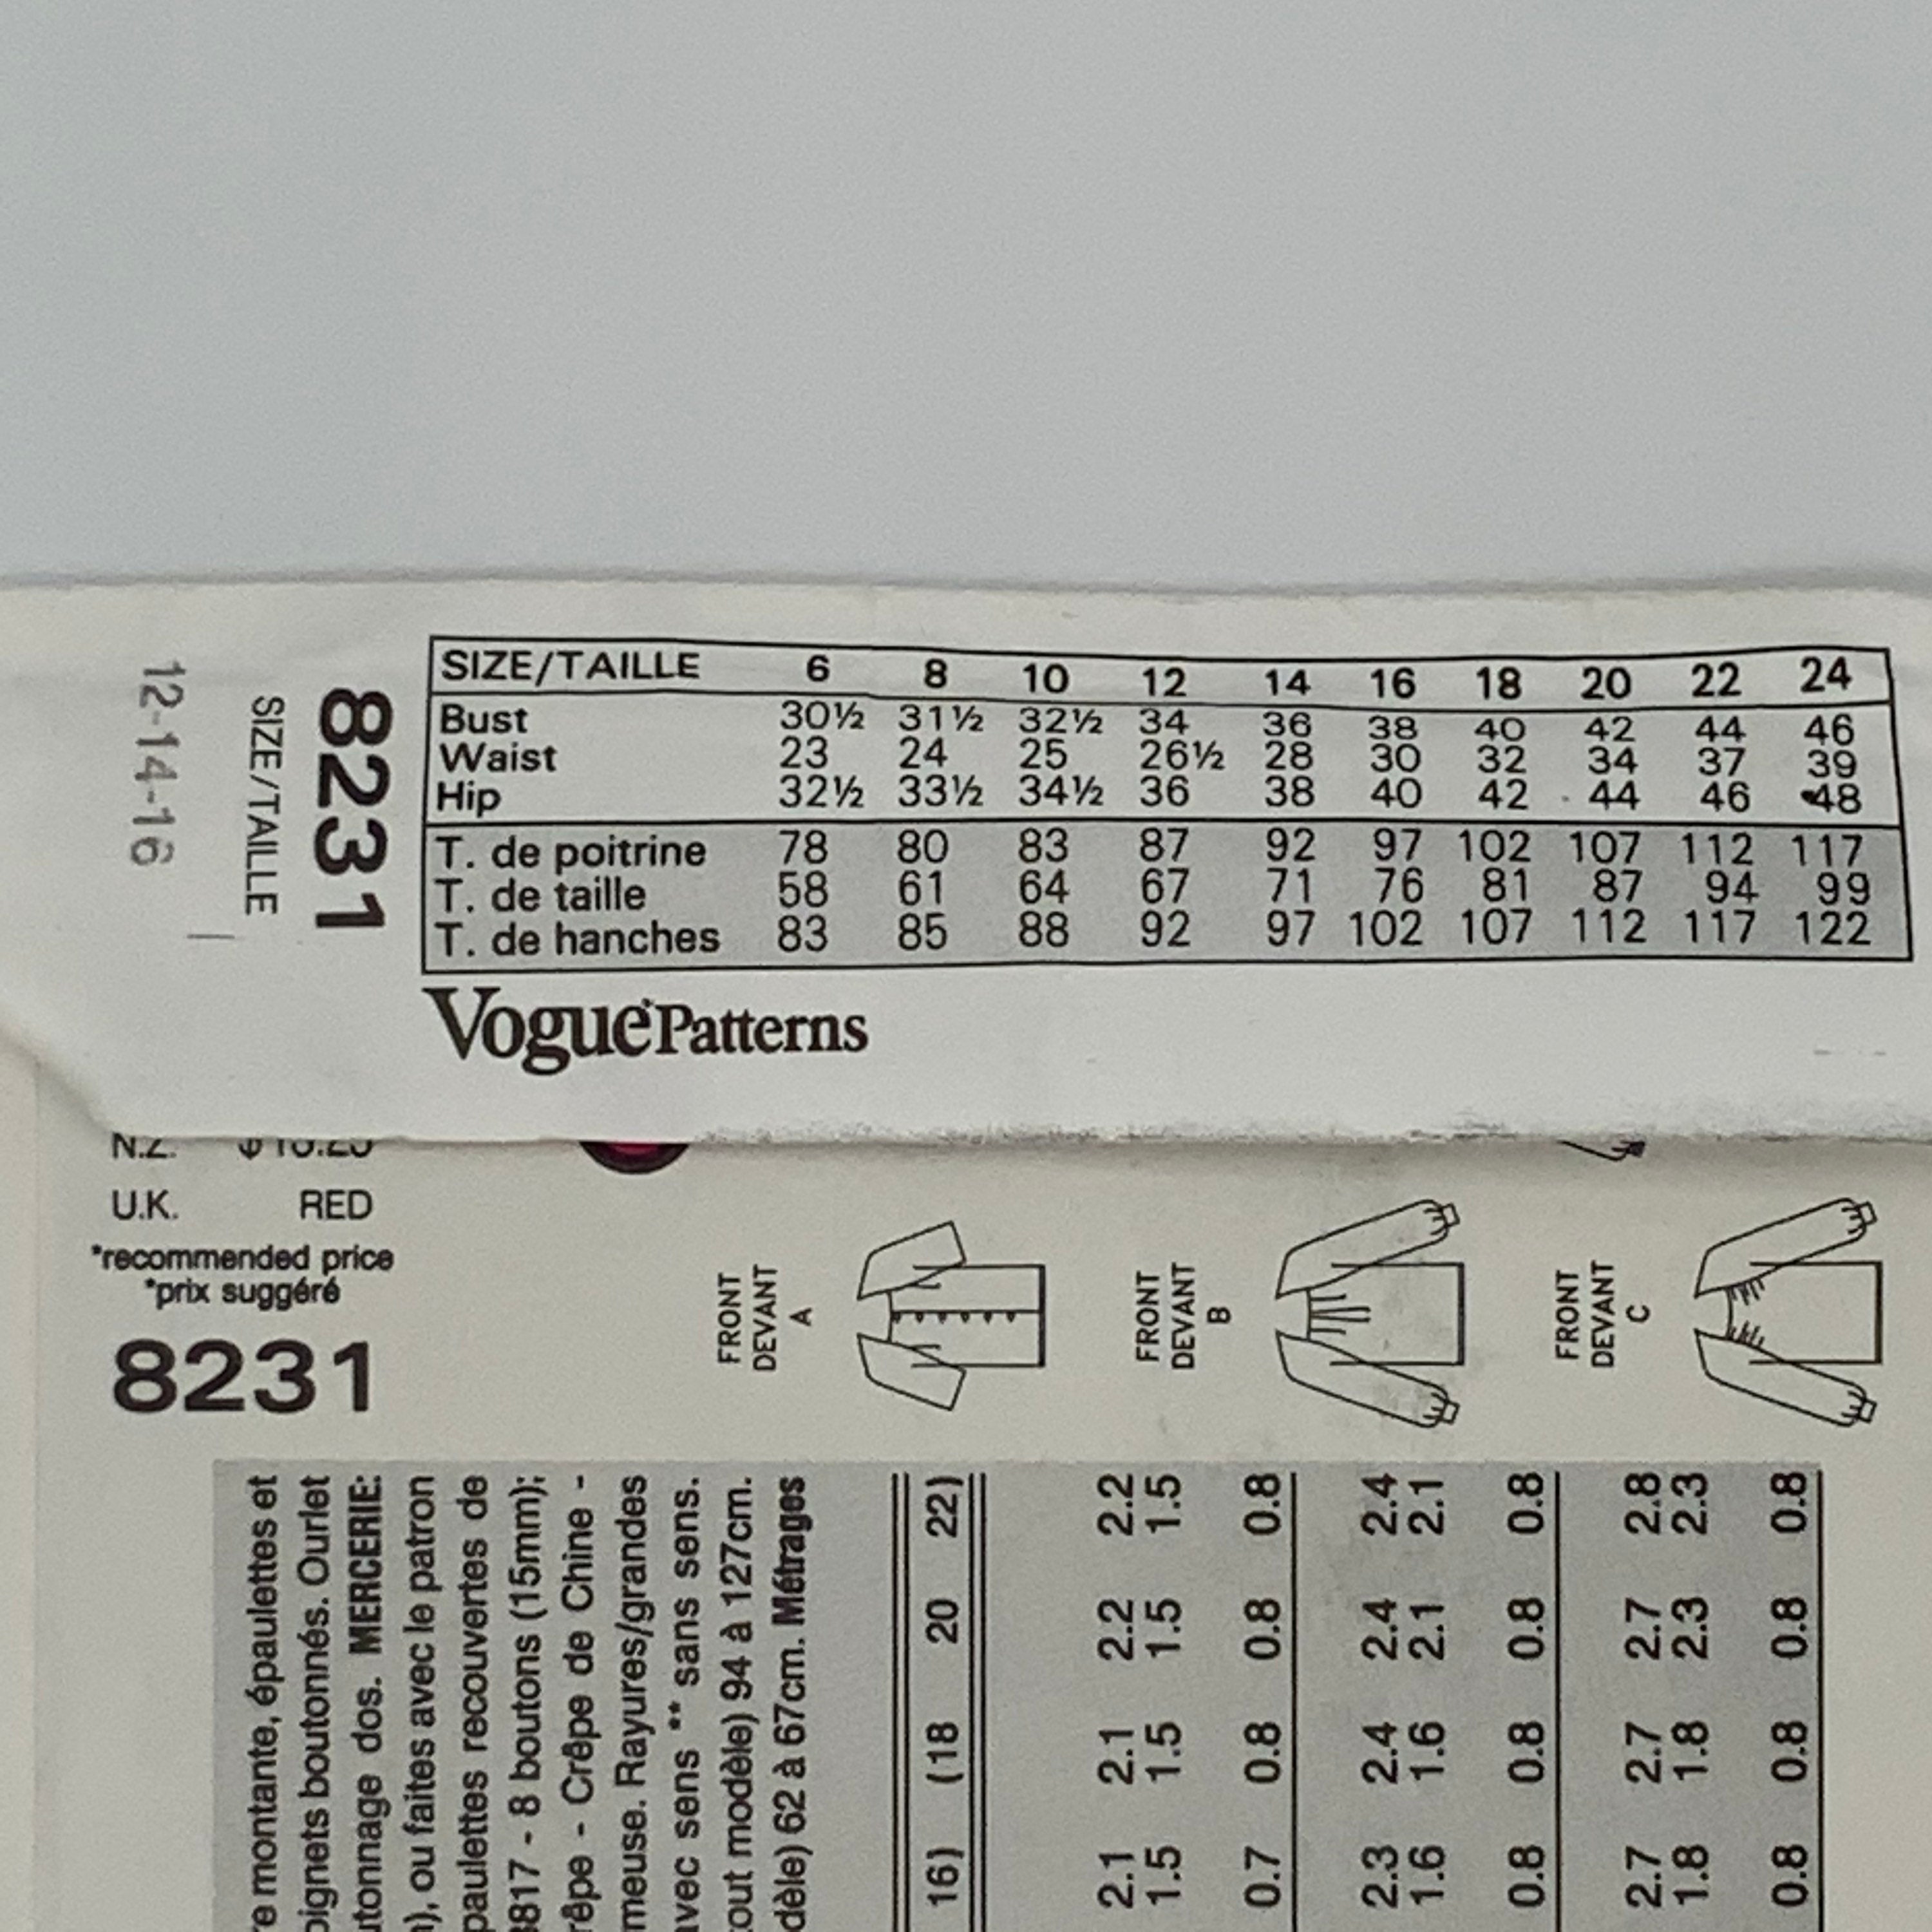 12-14-16
SIZE/TAILLE
8231
SIZE/TAILLE 6 8 10 12 14 16 18 20 22 24
Bust 30½ 31½ 32½ 34 36 38 40 42 44 46
Waist 23 24 25 26½ 28 30 32 34 37 39
Hip 32½ 33½ 34½ 36 38 40 42 44 46 48
T. de poitrine 78 80 83 87 92 97 102 107 112 117
T. de taille 58 61 64 67 71 76 81 87 94 99
T. de hanches 83 85 88 92 97 102 107 112 117 122
Vogue Patterns
N.Z.
U.K. RED
*recommended price
*prix suggéré
8231
FRONT
DEVANT
A
FRONT
DEVANT
B
FRONT
DEVANT
C
montante, épaulettes et
boutonnés. Ourlet
dos. MERCERIE:
ou faites avec le patron
recouvertes de
- 8 boutons (15mm);
- Crêpe de Chine -
Rayures/grandes
avec sens ** sans sens.
modèle) 94 à 127cm.
62 à 67cm. Métrages
16) (18 20 22)
2.1 2.1 2.2 2.2
1.5 1.5 1.5 1.5
0.7 0.8 0.8 0.8
2.3 2.4 2.4 2.4
1.6 1.6 2.1 2.1
0.8 0.8 0.8 0.8
2.7 2.7 2.7 2.8
1.8 1.8 2.3 2.3
0.8 0.8 0.8 0.8